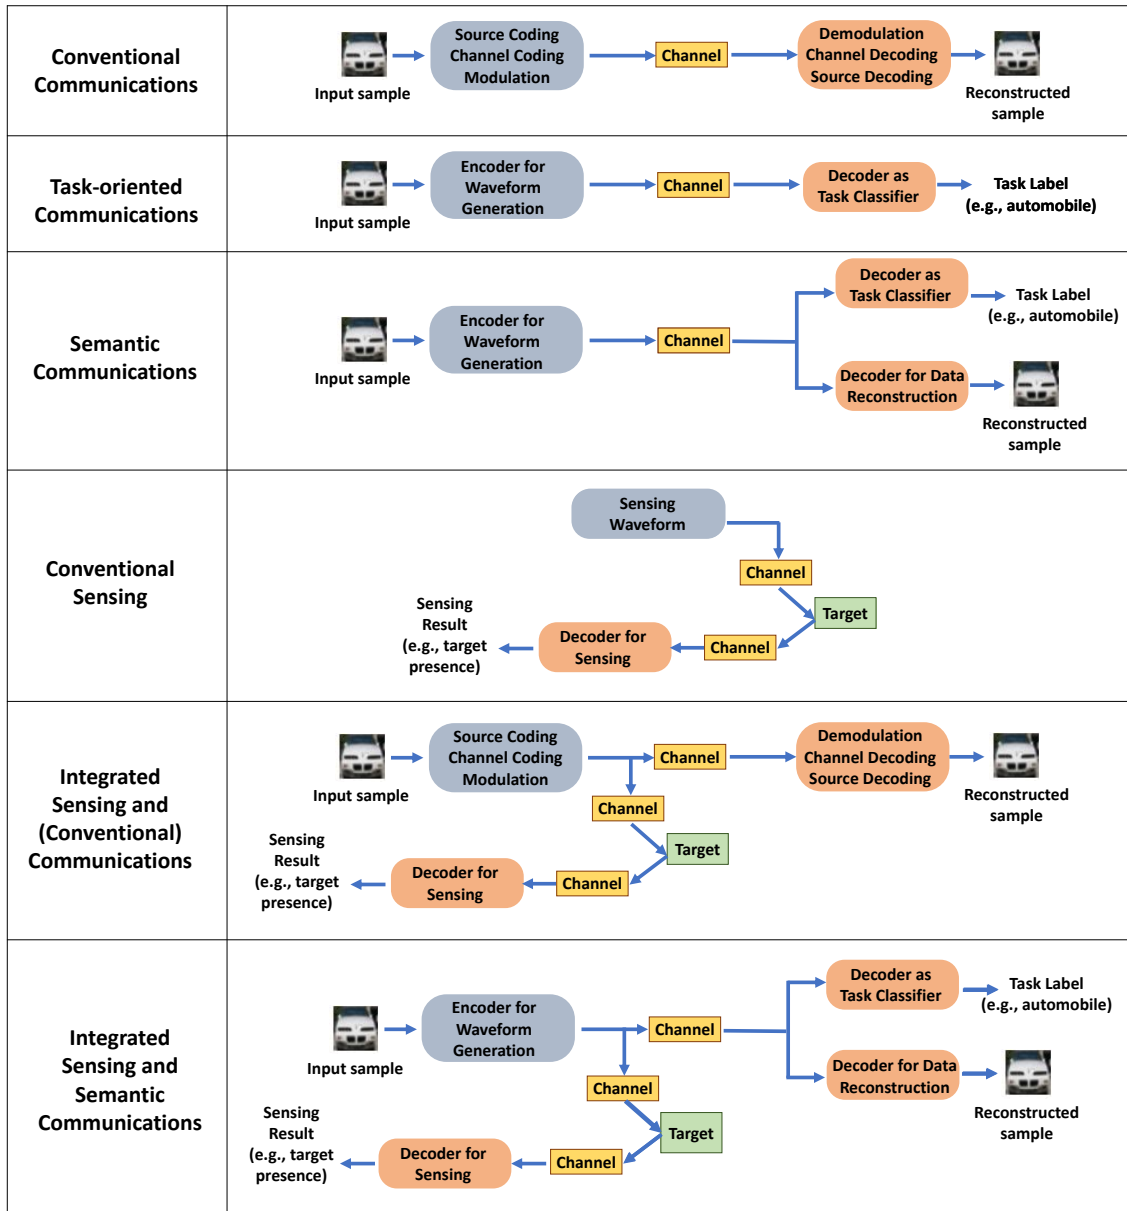 Conventional
Communications
Input sample
Source Coding
Channel Coding
Modulation
Channel
Demodulation
Channel Decoding
Source Decoding
Reconstructed
sample
Task-oriented
Communications
Input sample
Encoder for
Waveform
Generation
Channel
Decoder as
Task Classifier
Task Label
(e.g., automobile)
Semantic
Communications
Input sample
Encoder for
Waveform
Generation
Channel
Decoder as
Task Classifier
Task Label
(e.g., automobile)
Decoder for Data
Reconstruction
Reconstructed
sample
Conventional
Sensing
Sensing
Waveform
Channel
Target
Channel
Decoder for
Sensing
Sensing
Result
(e.g., target
presence)
Integrated
Sensing and
(Conventional)
Communications
Input sample
Source Coding
Channel Coding
Modulation
Channel
Demodulation
Channel Decoding
Source Decoding
Reconstructed
sample
Channel
Target
Channel
Decoder for
Sensing
Sensing
Result
(e.g., target
presence)
Integrated
Sensing and
Semantic
Communications
Input sample
Encoder for
Waveform
Generation
Channel
Decoder as
Task Classifier
Task Label
(e.g., automobile)
Decoder for Data
Reconstruction
Reconstructed
sample
Channel
Target
Channel
Decoder for
Sensing
Sensing
Result
(e.g., target
presence)